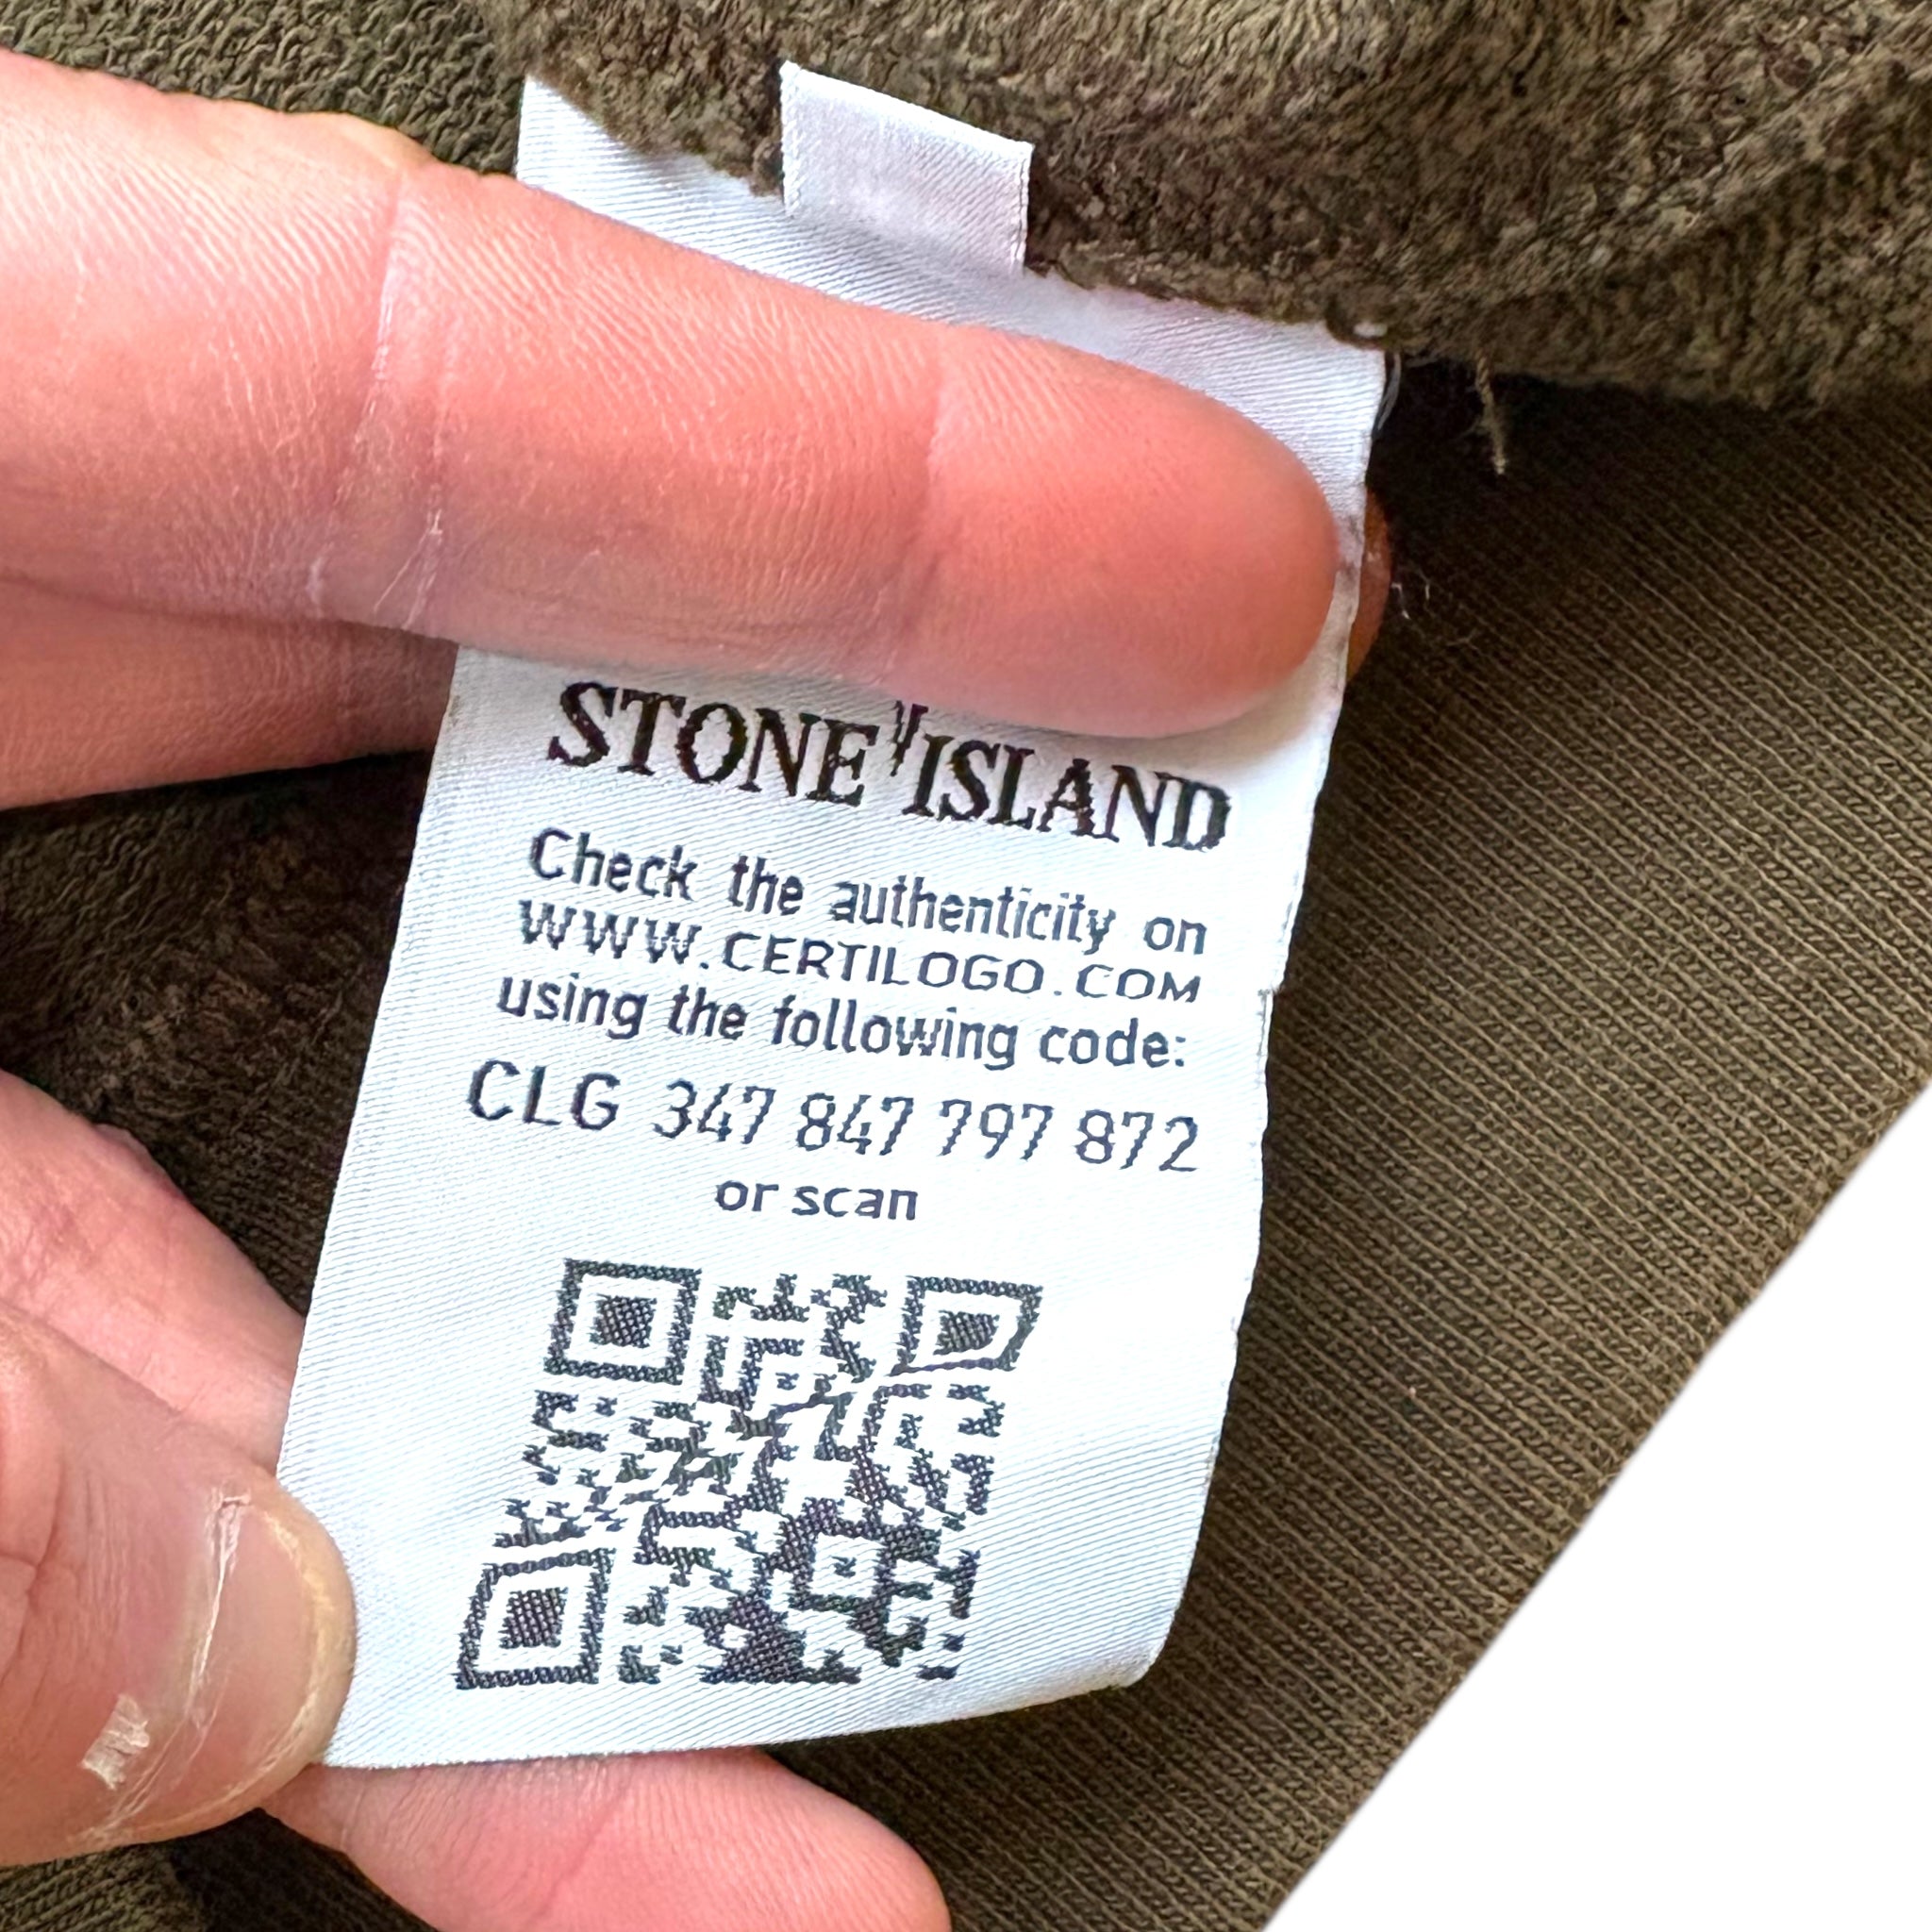 STONE ISLAND
Check the authenticity on
WWW.CERTILOGO.COM
using the following code:
CLG 347 847 797 872
or scan